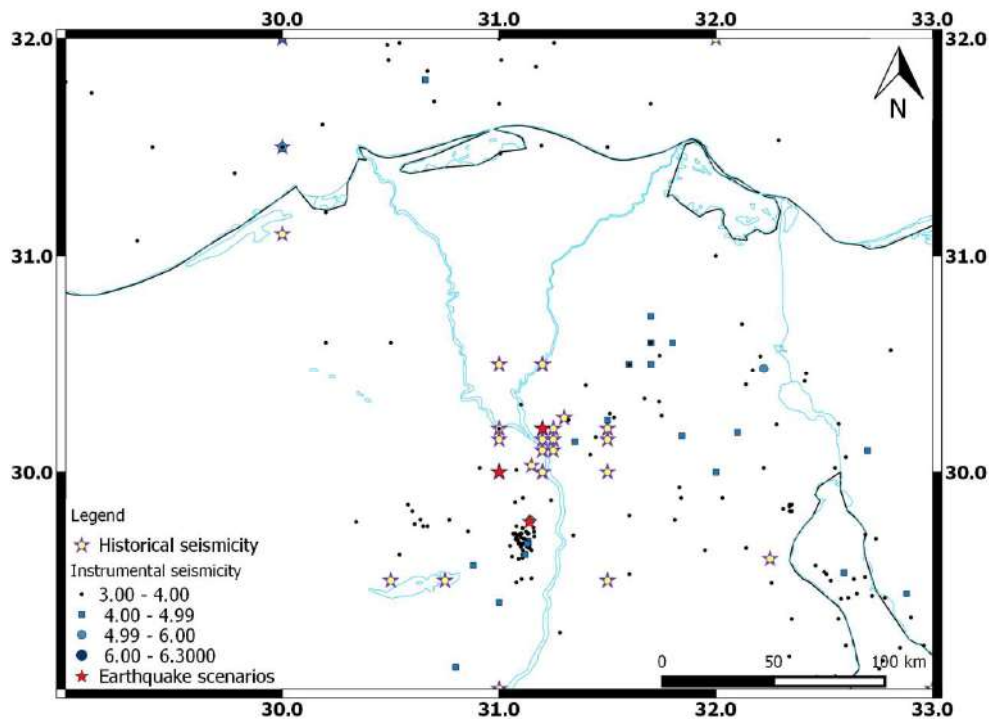 30.0 31.0 32.0 33.0
32.0 32.0
N
31.0 31.0
30.0 30.0
Legend
Historical seismicity
Instrumental seismicity
3.00 - 4.00
4.00 - 4.99
4.99 - 6.00
6.00 - 6.3000
Earthquake scenarios
0 50 100 km
30.0 31.0 32.0 33.0